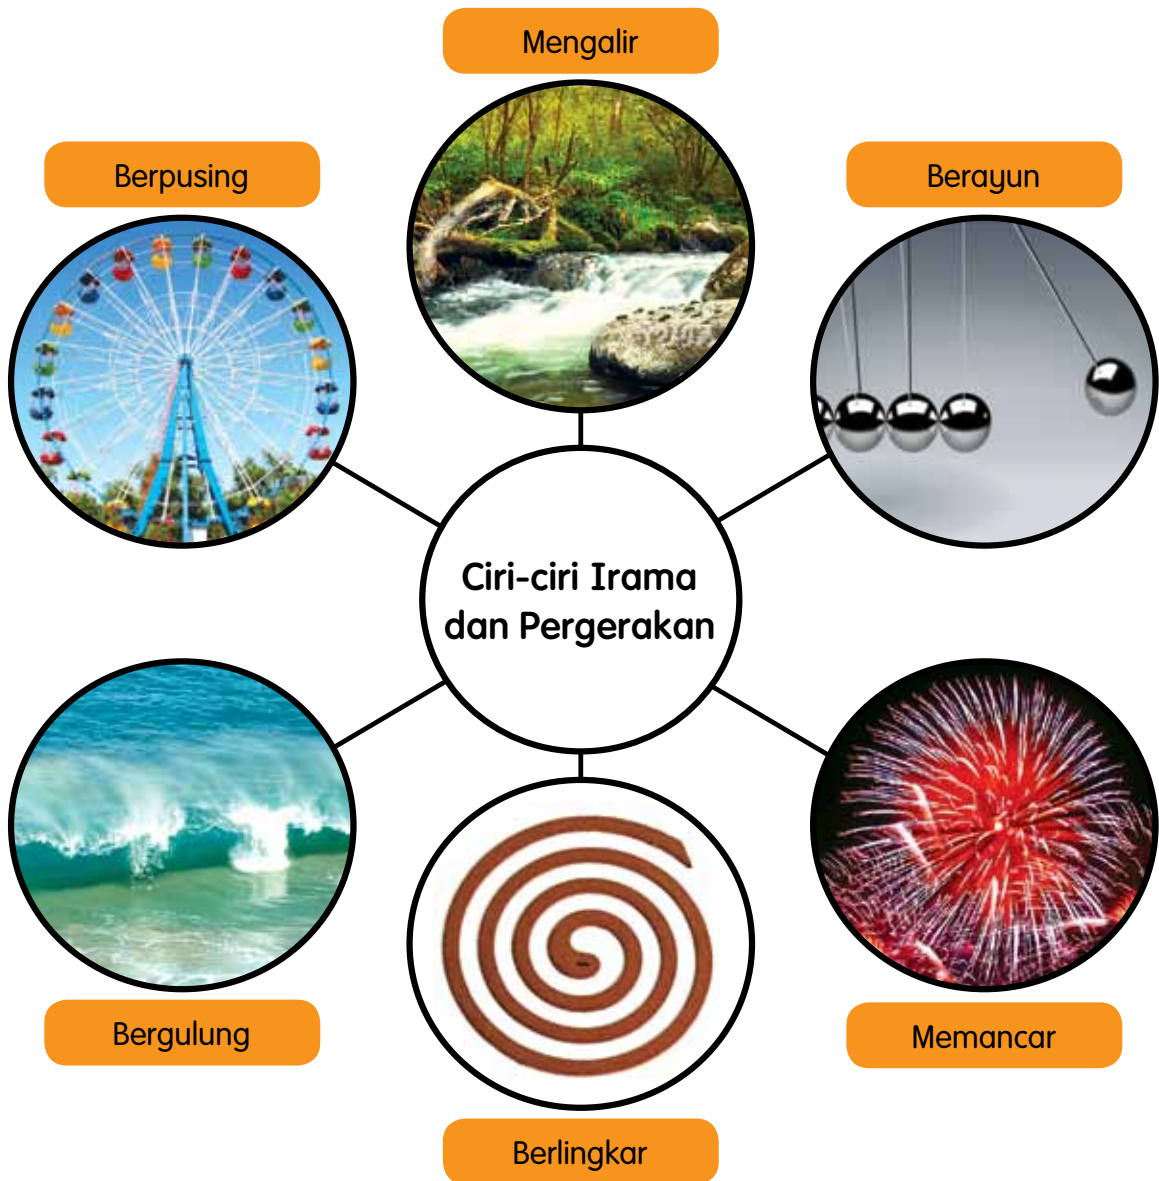 Mengalir
Berpusing
Berayun
Ciri-ciri Irama
dan Pergerakan
Bergulung
Memancar
Berlingkar